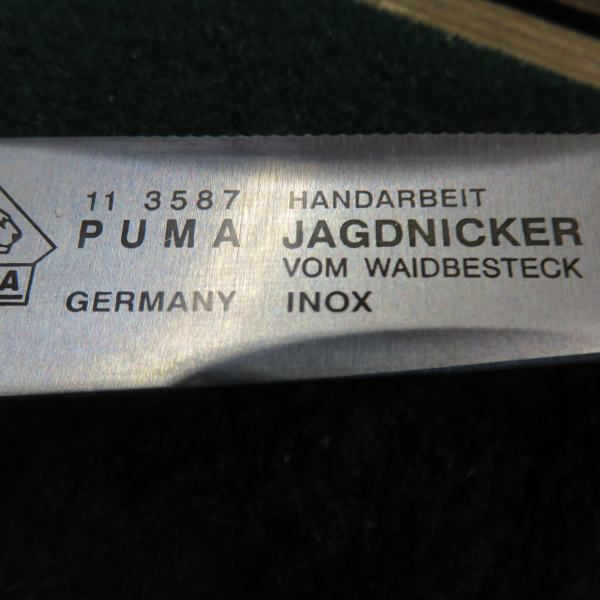 11 3587 HANDARBEIT
PUMA JAGDNICKER
VOM WAIDBESTECK
GERMANY INOX
A